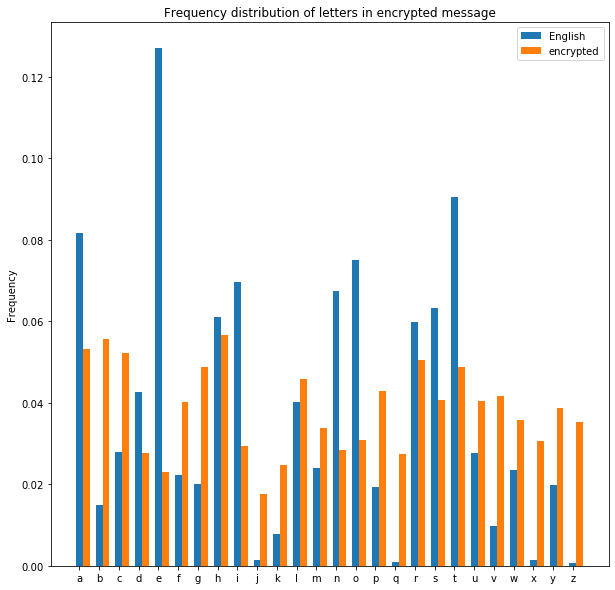 Frequency distribution of letters in encrypted message
English
encrypted
Frequency
0.12
0.10
0.08
0.06
0.04
0.02
0.00
a b c d e f g h i j k l m n o p q r s t u v w x y z